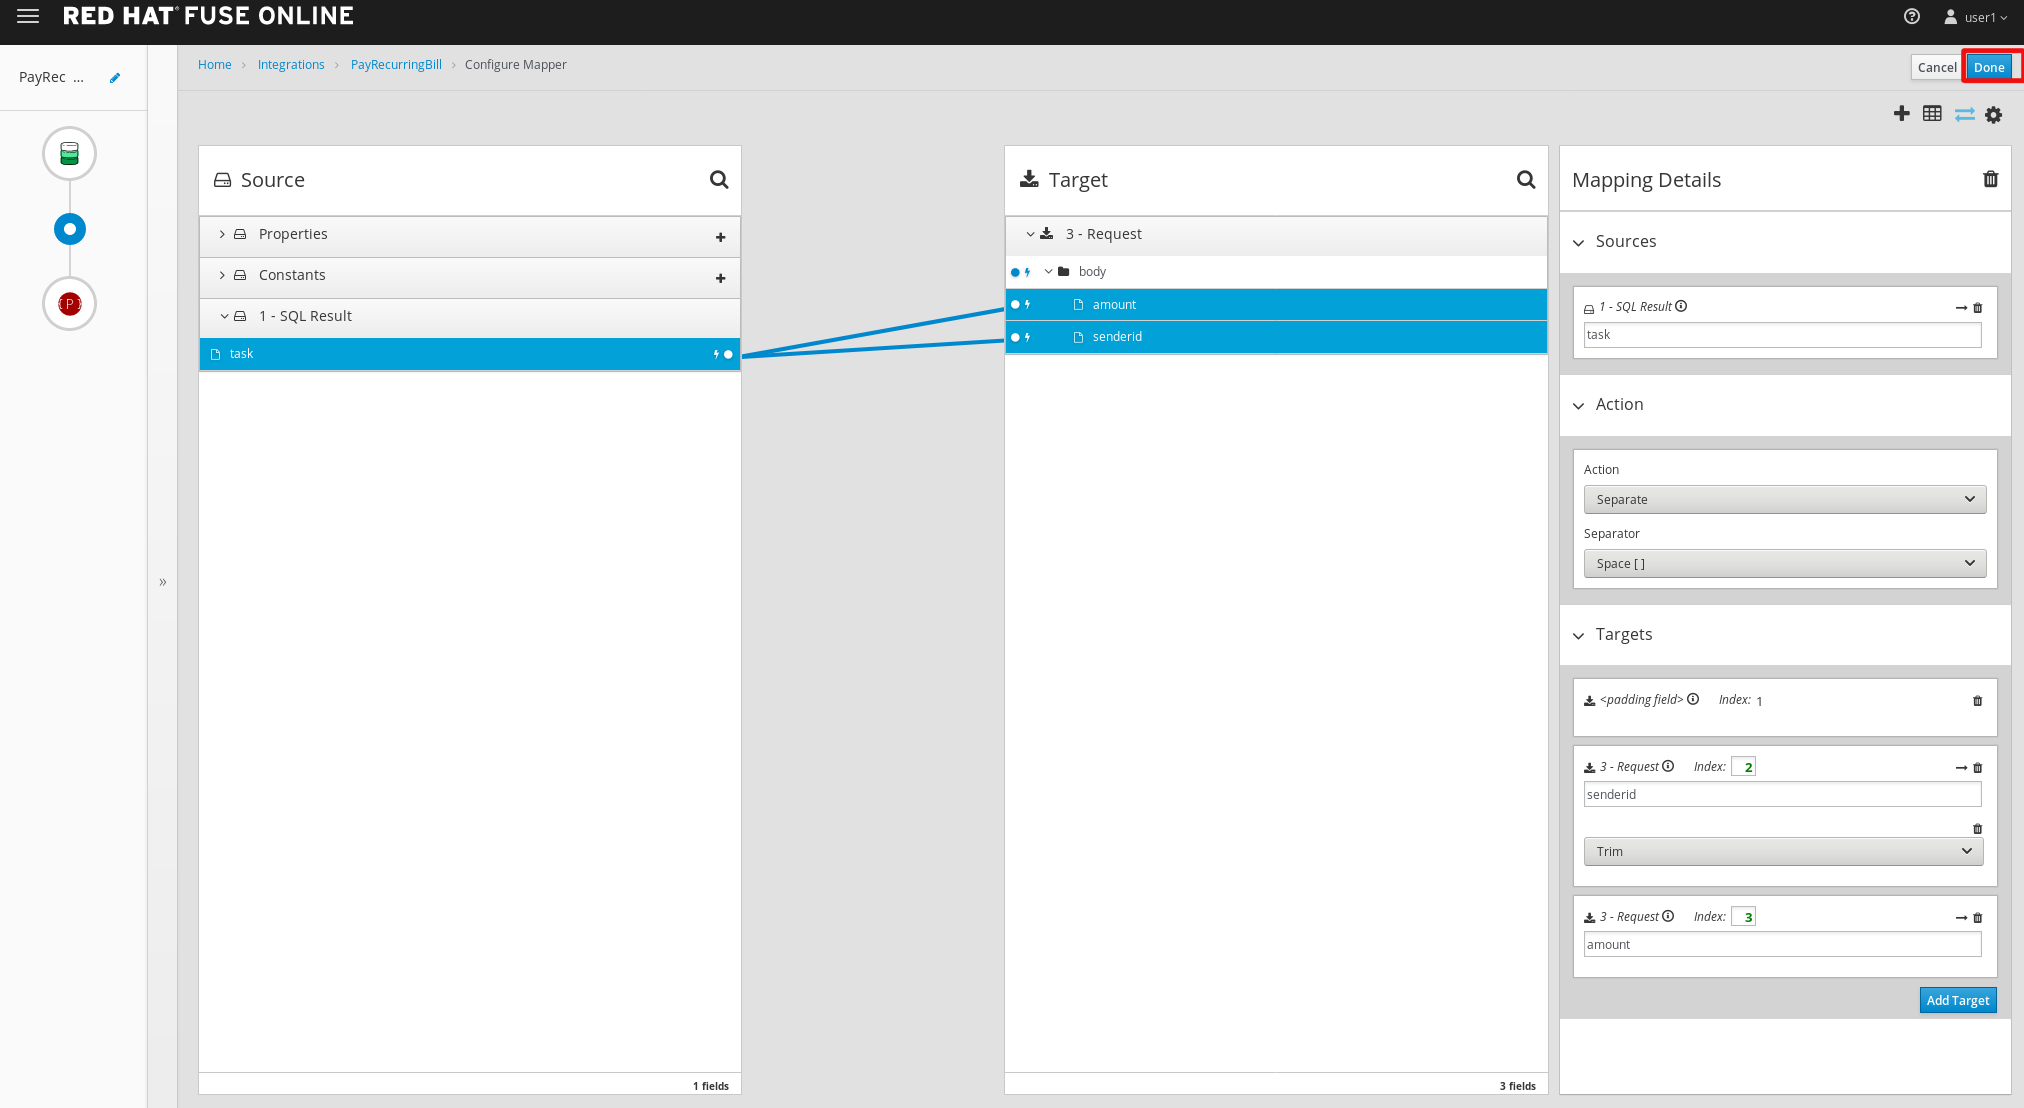 RED HAT® FUSE ONLINE
user1
PayRec ...
Home > Integrations > PayRecurringBill > Configure Mapper
Cancel
Done
»
Source
Properties
Constants
1 - SQL Result
task
1 fields
Target
3 - Request
body
amount
senderid
3 fields
Mapping Details
Sources
1 - SQL Result
task
Action
Action
Separate
Separator
Space [ ]
Targets
<padding field> Index: 1
3 - Request Index: 2
senderid
Trim
3 - Request Index: 3
amount
Add Target